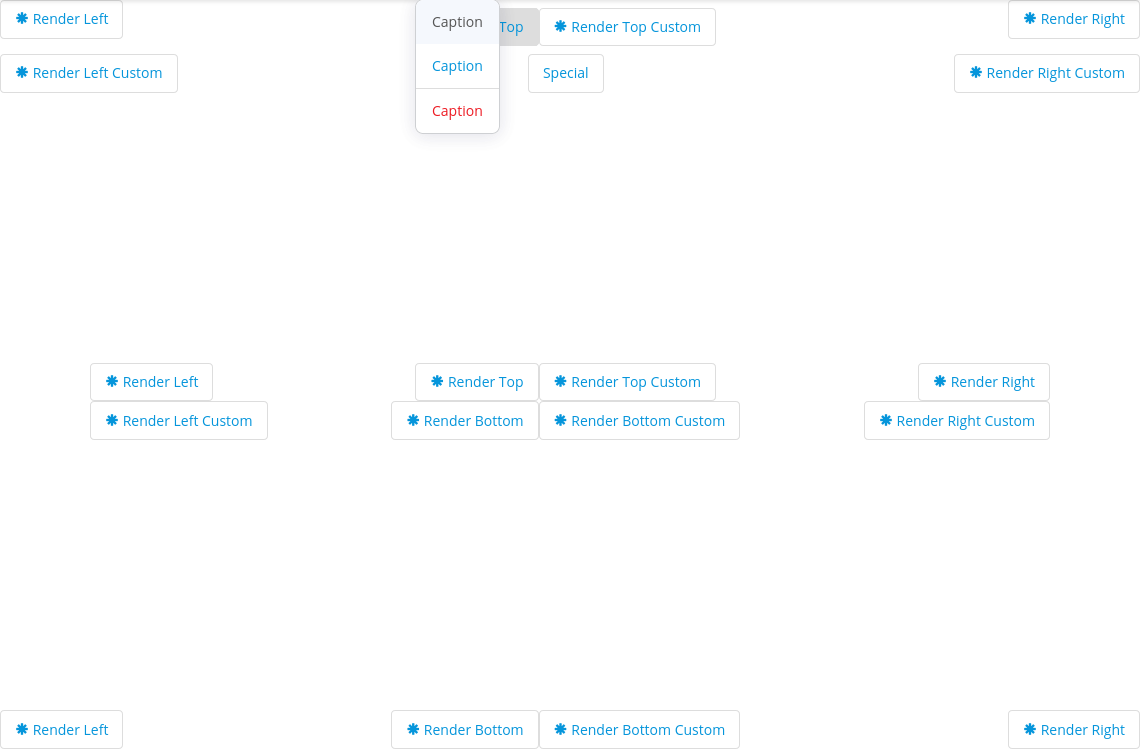 Render Left
Caption
Top
Render Top Custom
Render Right
Render Left Custom
Caption
Special
Render Right Custom
Caption
Render Left
Render Top
Render Top Custom
Render Right
Render Left Custom
Render Bottom
Render Bottom Custom
Render Right Custom
Render Left
Render Bottom
Render Bottom Custom
Render Right